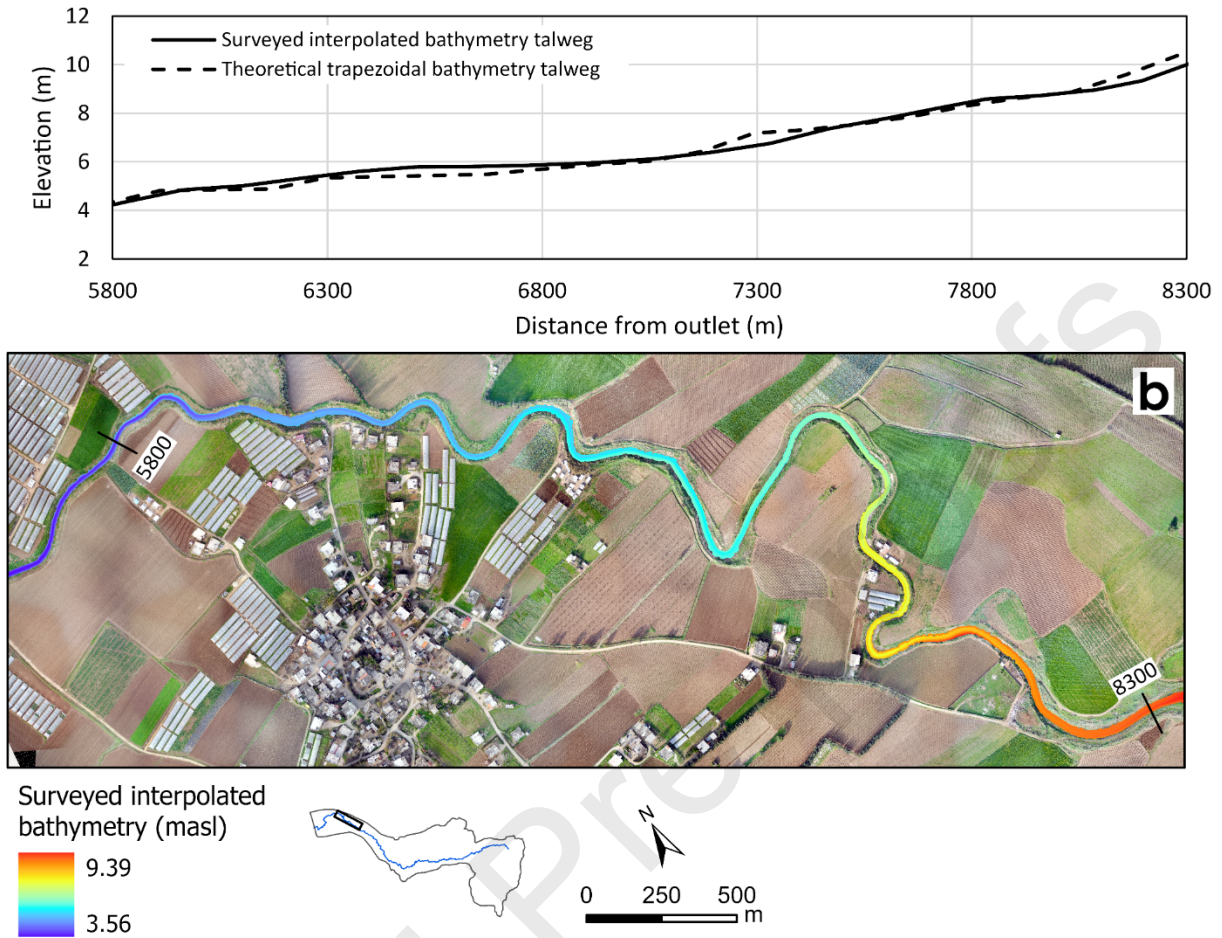 12
10
8
6
4
2
Elevation (m)
Surveyed interpolated bathymetry talweg
Theoretical trapezoidal bathymetry talweg
5800 6300 6800 7300 7800 8300
Distance from outlet (m)
b
5800
8300
Surveyed interpolated
bathymetry (masl)
9.39
3.56
N
0 250 500
m